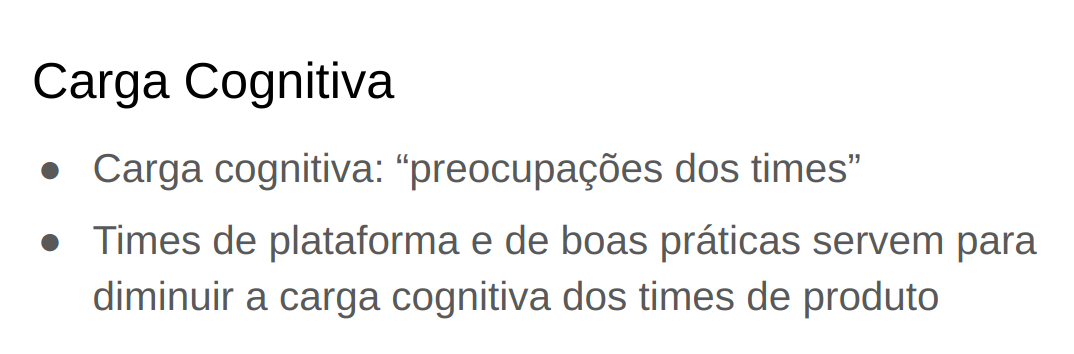 Carga Cognitiva
● Carga cognitiva: “preocupações dos times”
● Times de plataforma e de boas práticas servem para
diminuir a carga cognitiva dos times de produto